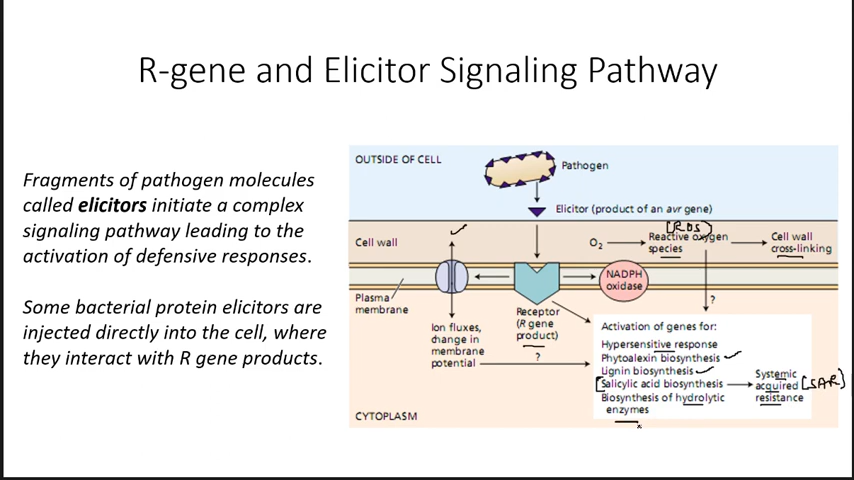 R-gene and Elicitor Signaling Pathway
Fragments of pathogen molecules
called elicitors initiate a complex
signaling pathway leading to the
activation of defensive responses.
Some bacterial protein elicitors are
injected directly into the cell, where
they interact with R gene products.
OUTSIDE OF CELL
Pathogen
Elicitor (product of an avr gene)
[ROS]
Cell wall
O2
Reactive oxygen
species
Cell wall
cross-linking
NADPH
oxidase
Plasma
membrane
Receptor
(R gene
product)
Ion fluxes,
change in
membrane
potential
?
?
Activation of genes for:
Hypersensitive response
Phytoalexin biosynthesis
Lignin biosynthesis
Salicylic acid biosynthesis
Biosynthesis of hydrolytic
enzymes
Systemic
acquired [SAR]
resistance
CYTOPLASM